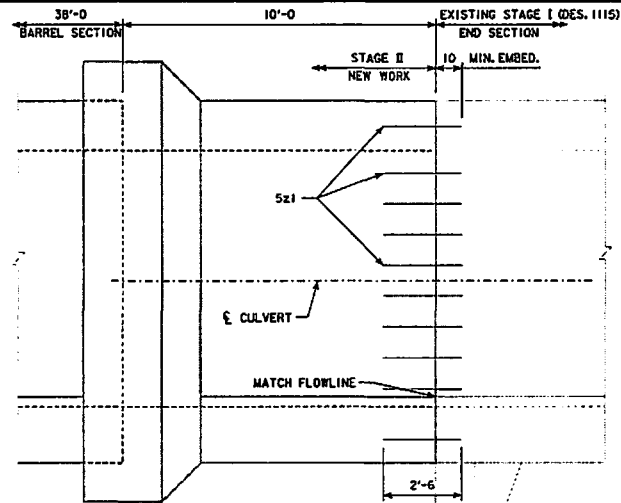 38'-0
BARREL SECTION
10'-0
EXISTING STAGE I (DES. 1115)
END SECTION
STAGE II
NEW WORK
10 MIN. EMBED.
5z1
℄ CULVERT
MATCH FLOWLINE
2'-6